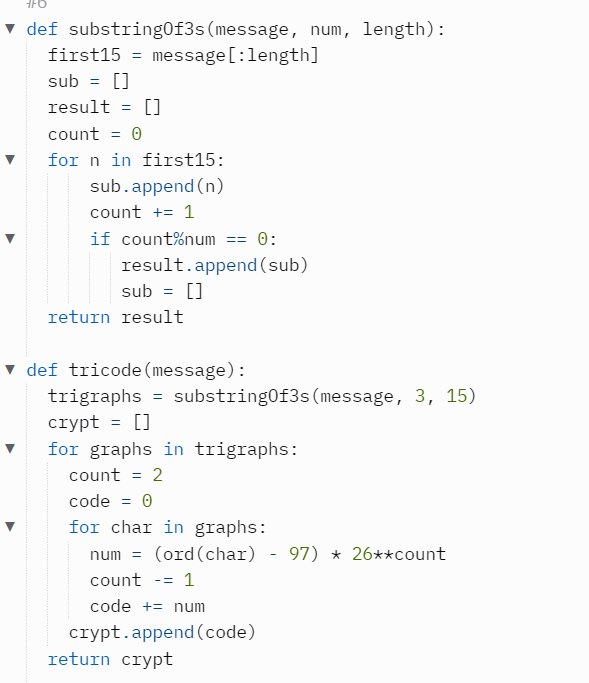 #6
def substringOf3s(message, num, length):
  first15 = message[:length]
  sub = []
  result = []
  count = 0
  for n in first15:
      sub.append(n)
      count += 1
      if count%num == 0:
         result.append(sub)
         sub = []
  return result

def tricode(message):
  trigraphs = substringOf3s(message, 3, 15)
  crypt = []
  for graphs in trigraphs:
    count = 2
    code = 0
    for char in graphs:
      num = (ord(char) - 97) * 26**count
      count -= 1
      code += num
    crypt.append(code)
  return crypt